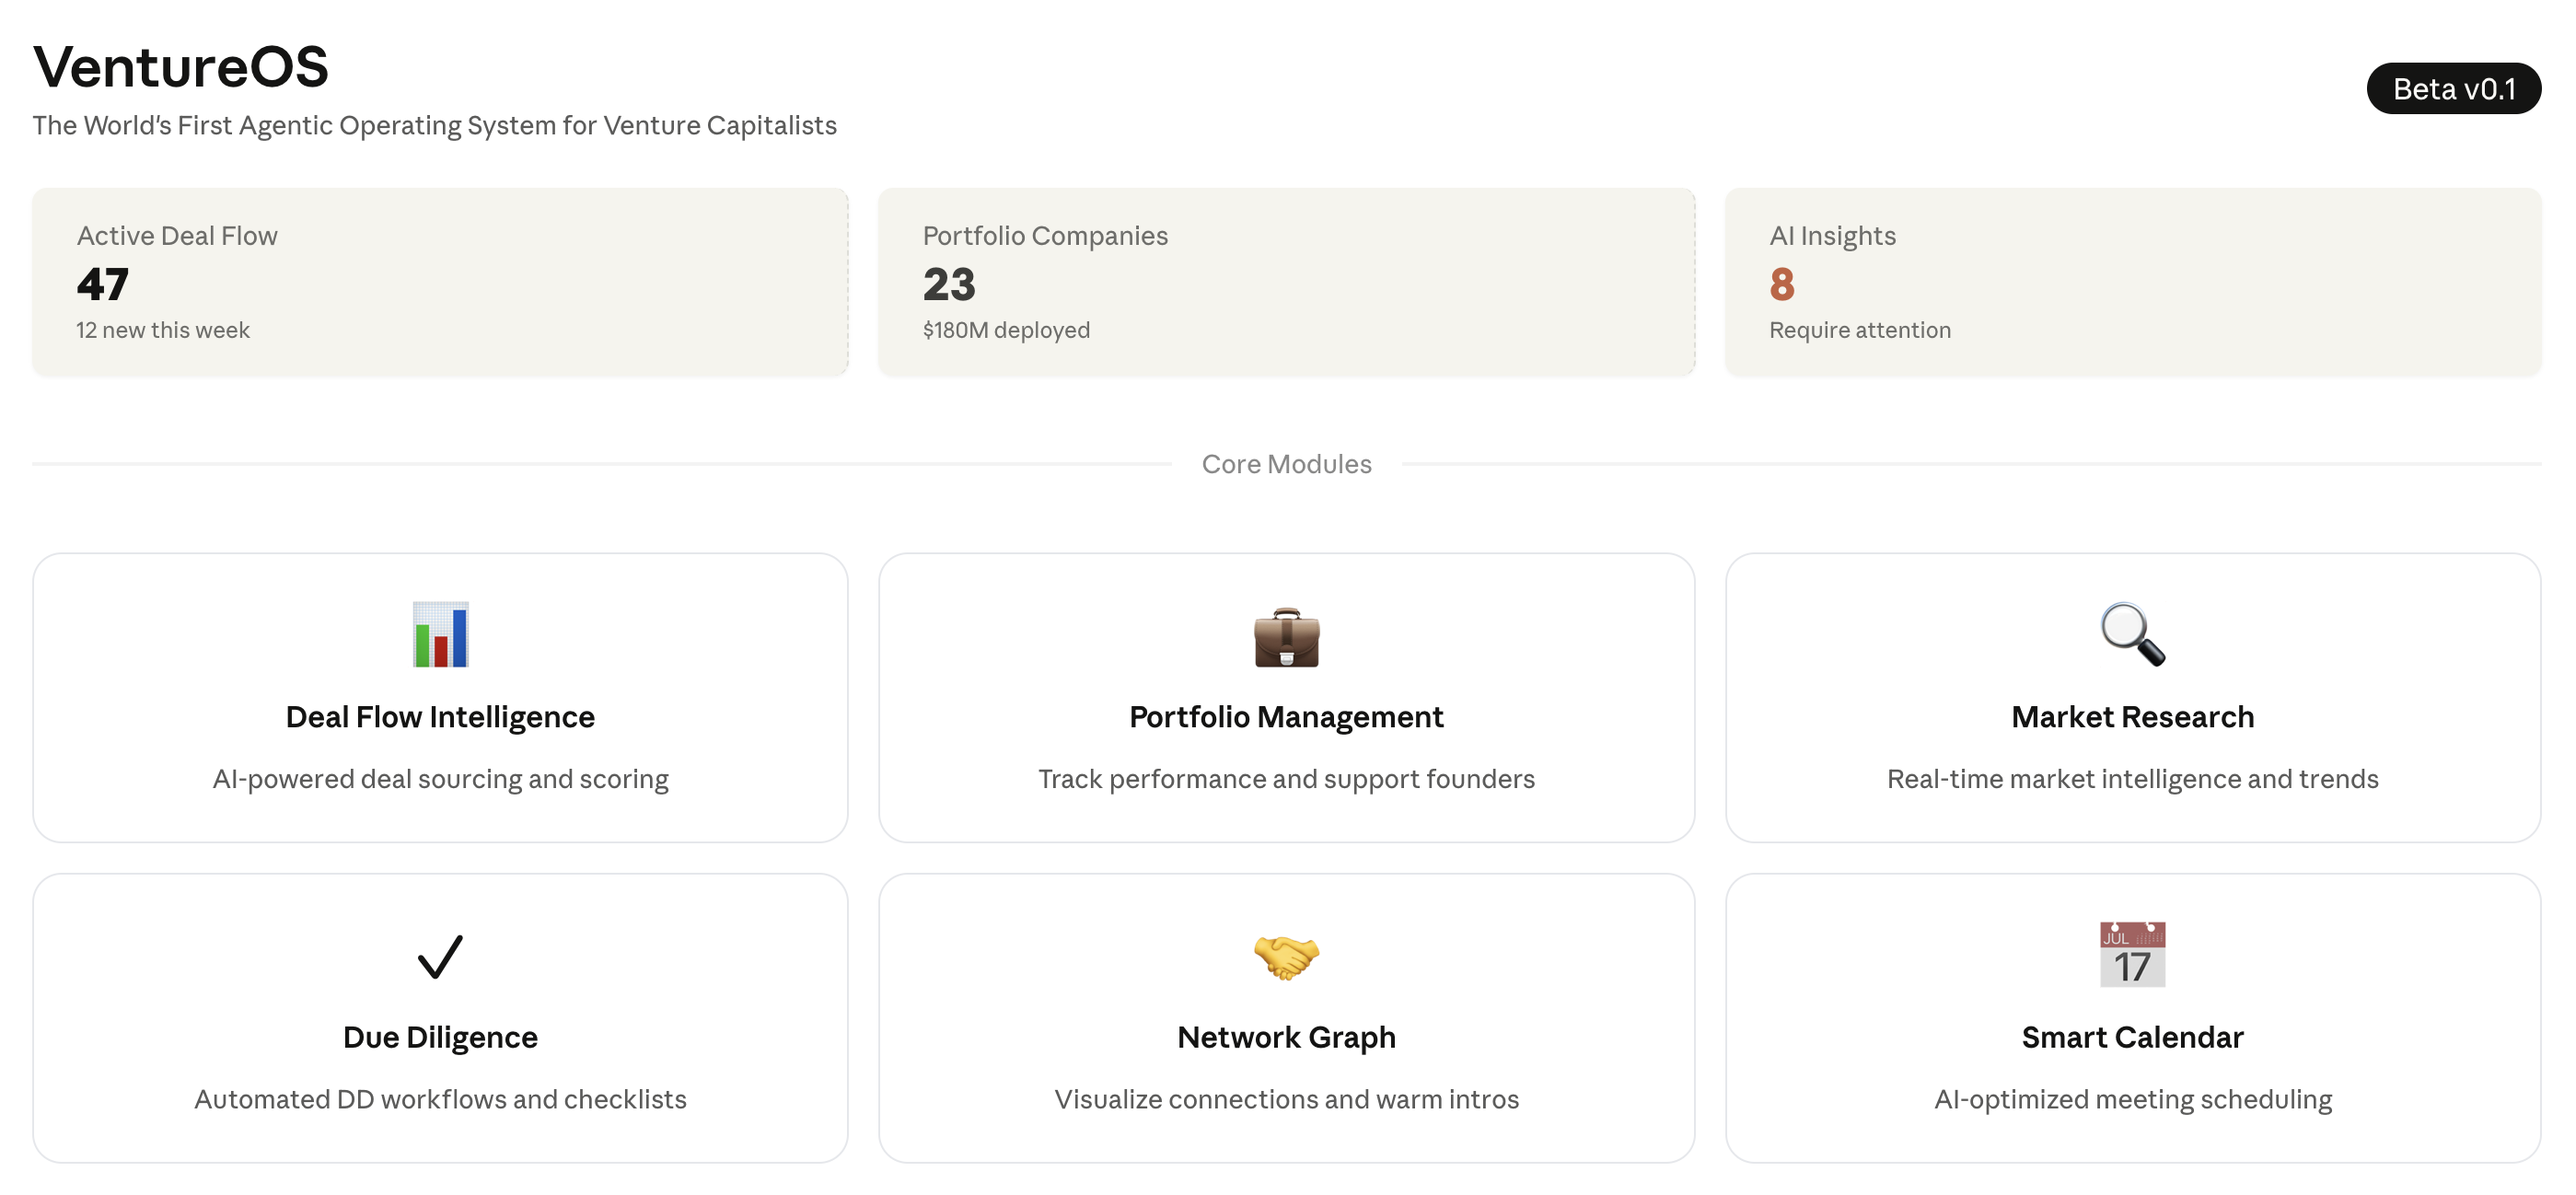 VentureOS
Beta v0.1
The World's First Agentic Operating System for Venture Capitalists
Active Deal Flow
47
12 new this week
Portfolio Companies
23
$180M deployed
AI Insights
8
Require attention
Core Modules
Deal Flow Intelligence
AI-powered deal sourcing and scoring
Portfolio Management
Track performance and support founders
Market Research
Real-time market intelligence and trends
Due Diligence
Automated DD workflows and checklists
Network Graph
Visualize connections and warm intros
JUL
17
Smart Calendar
AI-optimized meeting scheduling